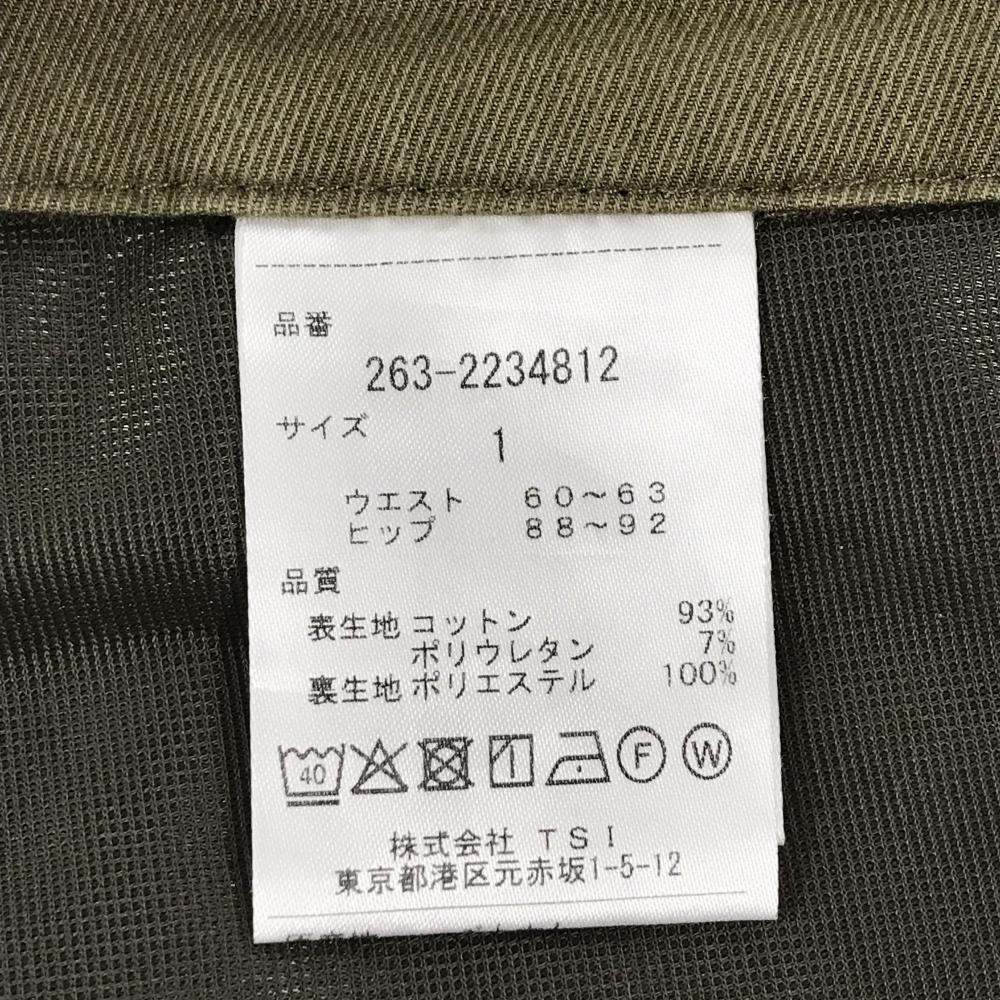 品番
263-2234812
サイズ
1
ウエスト 60～63
ヒップ 88～92
品質
表生地 コットン 93%
ポリウレタン 7%
裏生地 ポリエステル 100%
40 F W
株式会社 TSI
東京都港区元赤坂1-5-12